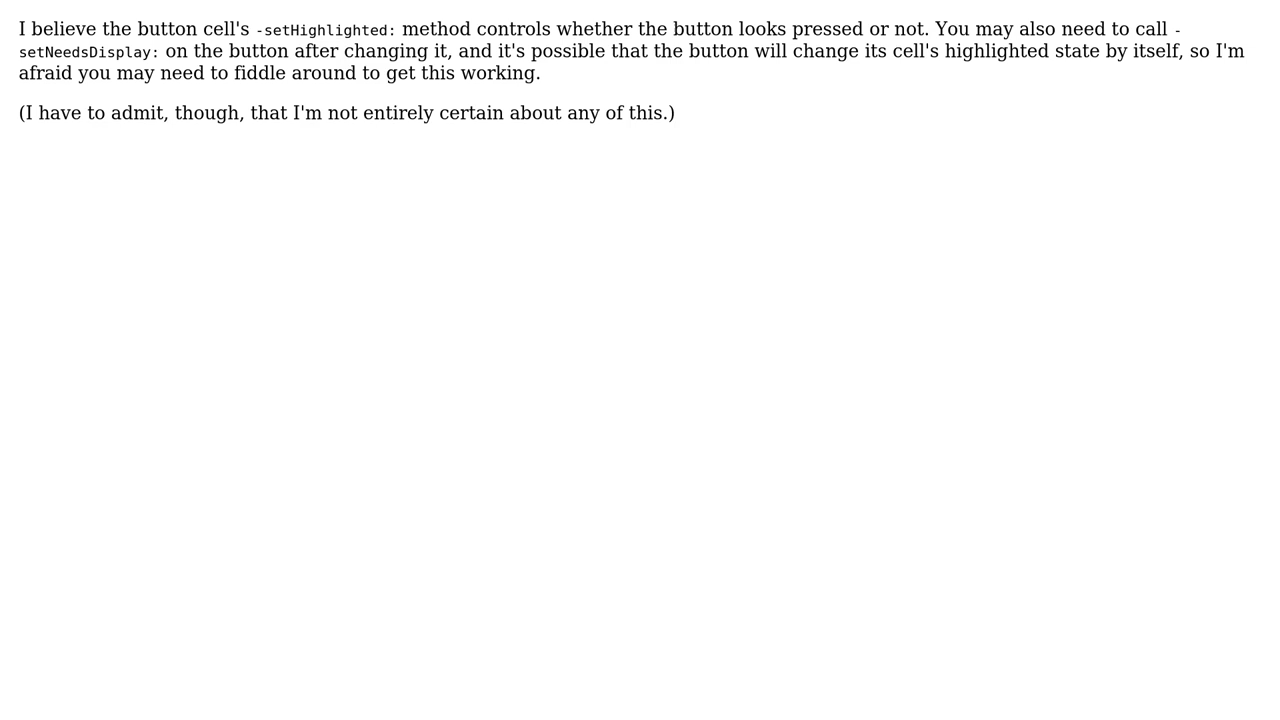 I believe the button cell's -setHighlighted: method controls whether the button looks pressed or not. You may also need to call -
setNeedsDisplay: on the button after changing it, and it's possible that the button will change its cell's highlighted state by itself, so I'm
afraid you may need to fiddle around to get this working.
(I have to admit, though, that I'm not entirely certain about any of this.)